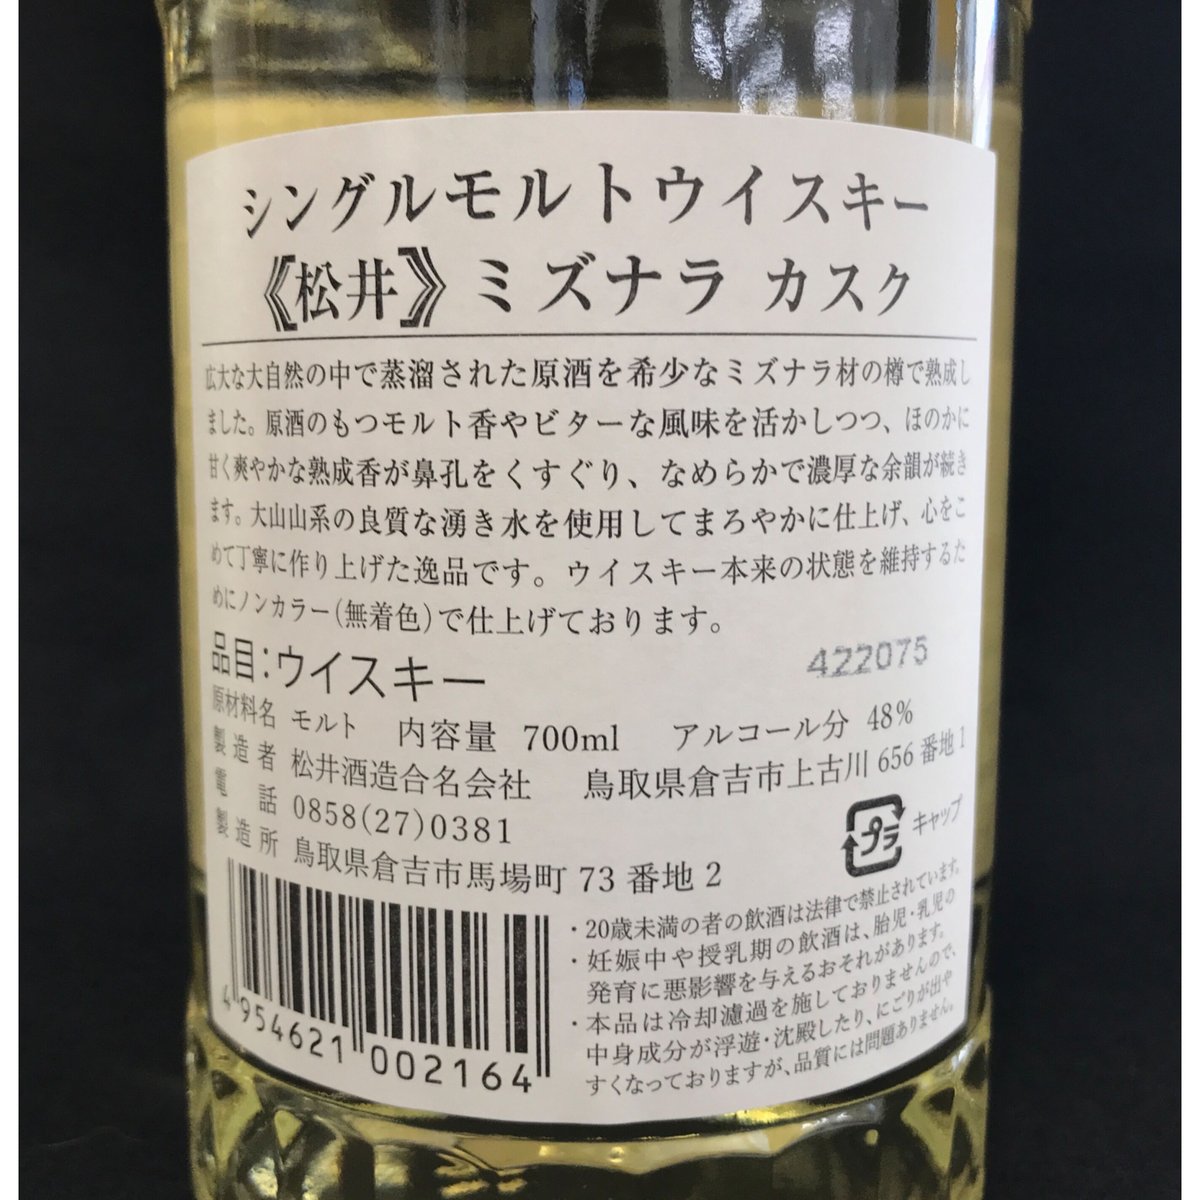 シングルモルトウイスキー
《松井》ミズナラ カスク
広大な大自然の中で蒸溜された原酒を希少なミズナラ材の樽で熟成し
ました。原酒のもつモルト香やビターな風味を活かしつつ、ほのかに
甘く爽やかな熟成香が鼻孔をくすぐり、なめらかで濃厚な余韻が続き
ます。大山山系の良質な湧き水を使用してまろやかに仕上げ、心をこ
めて丁寧に作り上げた逸品です。ウイスキー本来の状態を維持するた
めにノンカラー(無着色)で仕上げております。
422075
品目:ウイスキー
原材料名 モルト 内容量 700ml アルコール分 48%
製造者 松井酒造合名会社 鳥取県倉吉市上古川 656 番地 1
電話 0858(27)0381
製造所 鳥取県倉吉市馬場町 73 番地 2
プラ キャップ
・20歳未満の者の飲酒は法律で禁止されています。
・妊娠中や授乳期の飲酒は、胎児・乳児の
発育に悪影響を与えるおそれがあります。
・本品は冷却濾過を施しておりませんので、
中身成分が浮遊・沈殿したり、にごりが出や
すくなっておりますが、品質には問題ありません。
4 954621 002164